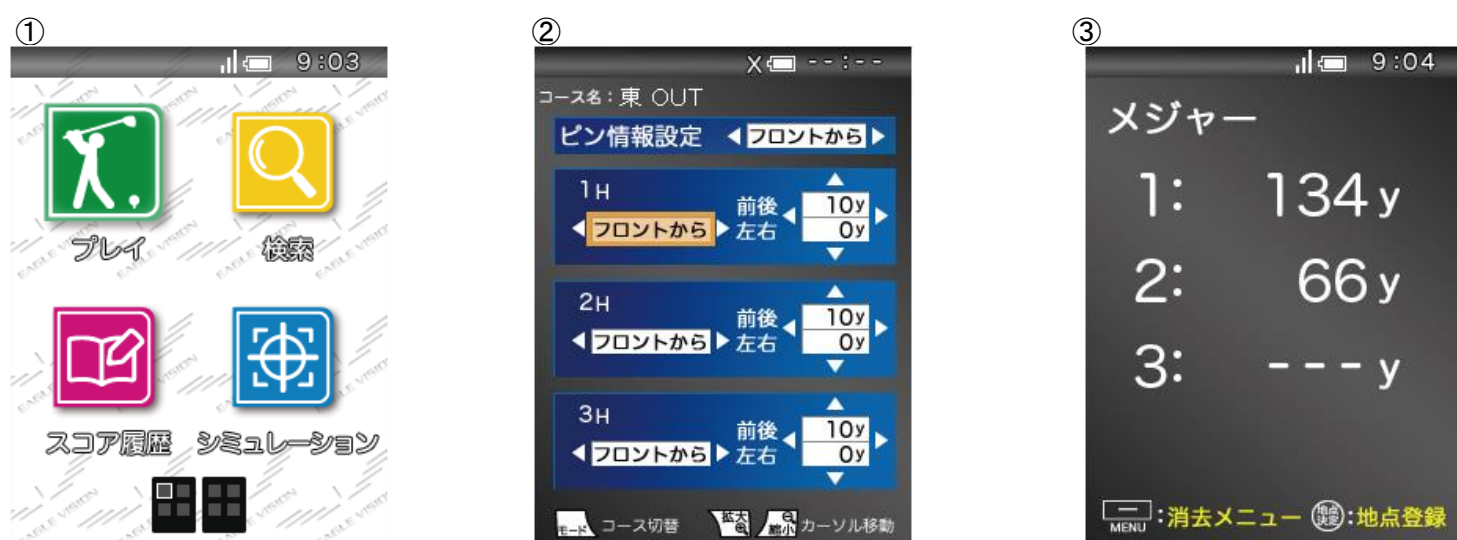 ①
9:03
プレイ
検索
スコア履歴
シミュレーション
EAGLE VISION
②
X --:--
コース名：東 OUT
ピン情報設定 ◀フロントから▶
1H
◀フロントから▶
前後 10y
左右 0y
2H
◀フロントから▶
前後 10y
左右 0y
3H
◀フロントから▶
前後 10y
左右 0y
モード コース切替 拡大 縮小 カーソル移動
③
9:04
メジャー
1: 134y
2: 66y
3: ---y
MENU：消去メニュー 地点決定：地点登録